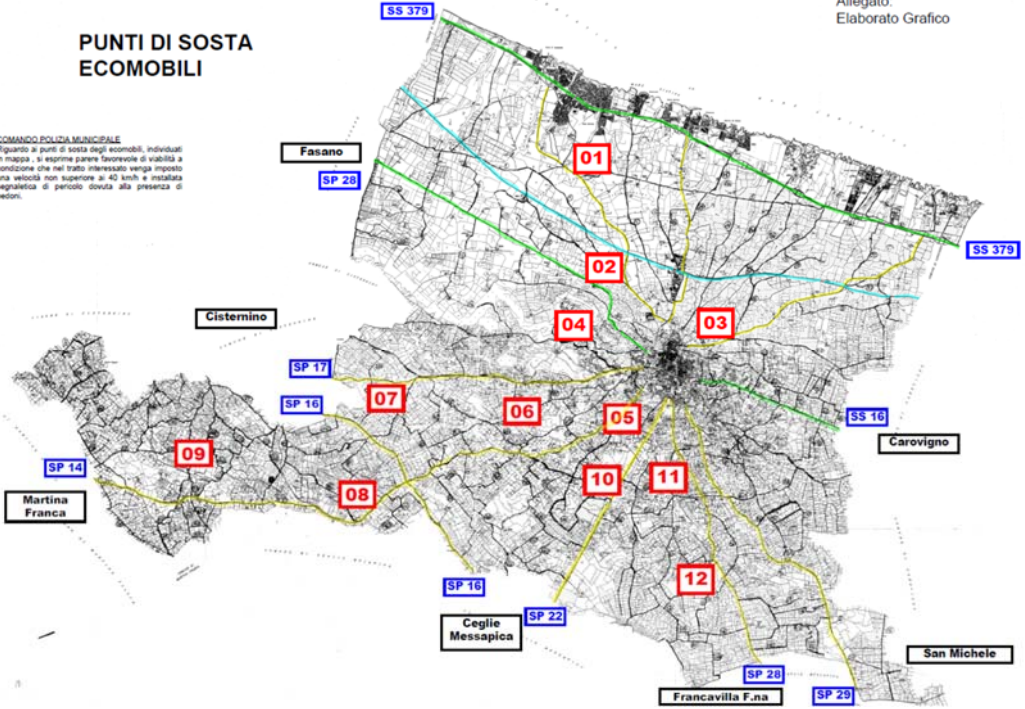 Allegato:
Elaborato Grafico
SS 379
PUNTI DI SOSTA
ECOMOBILI
COMANDO POLIZIA MUNICIPALE
Riguardo ai punti di sosta degli ecomobili, individuati
in mappa , si esprime parere favorevole di viabilità a
condizione che nel tratto interessato venga imposto
una velocità non superiore ai 40 km/h e installata
segnaletica di pericolo dovuta alla presenza di
pedoni.
Fasano
SP 28
01
SS 379
02
Cisternino
04
03
SP 17
07
SP 16
06
05
SS 16
Carovigno
09
SP 14
Martina
Franca
08
10
11
12
SP 16
SP 22
Ceglie
Messapica
San Michele
SP 28
SP 29
Francavilla F.na